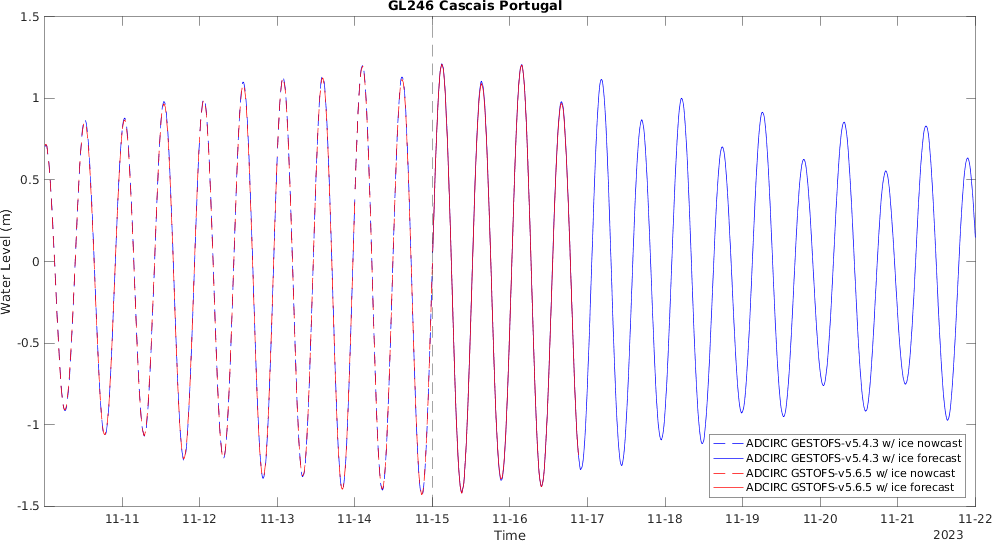 GL246 Cascais Portugal
1.5
1
0.5
0
-0.5
-1
-1.5
Water Level (m)
ADCIRC GESTOFS-v5.4.3 w/ ice nowcast
ADCIRC GESTOFS-v5.4.3 w/ ice forecast
ADCIRC GSTOFS-v5.6.5 w/ ice nowcast
ADCIRC GSTOFS-v5.6.5 w/ ice forecast
11-11 11-12 11-13 11-14 11-15 11-16 11-17 11-18 11-19 11-20 11-21 11-22
Time
2023